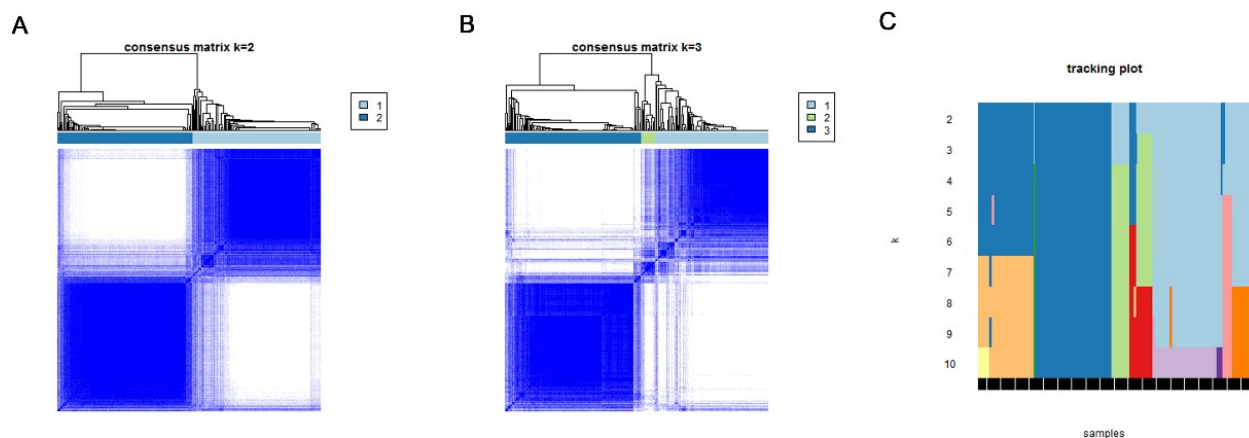 A
consensus matrix k=2
1
2
B
consensus matrix k=3
1
2
3
C
tracking plot
k
2
3
4
5
6
7
8
9
10
samples